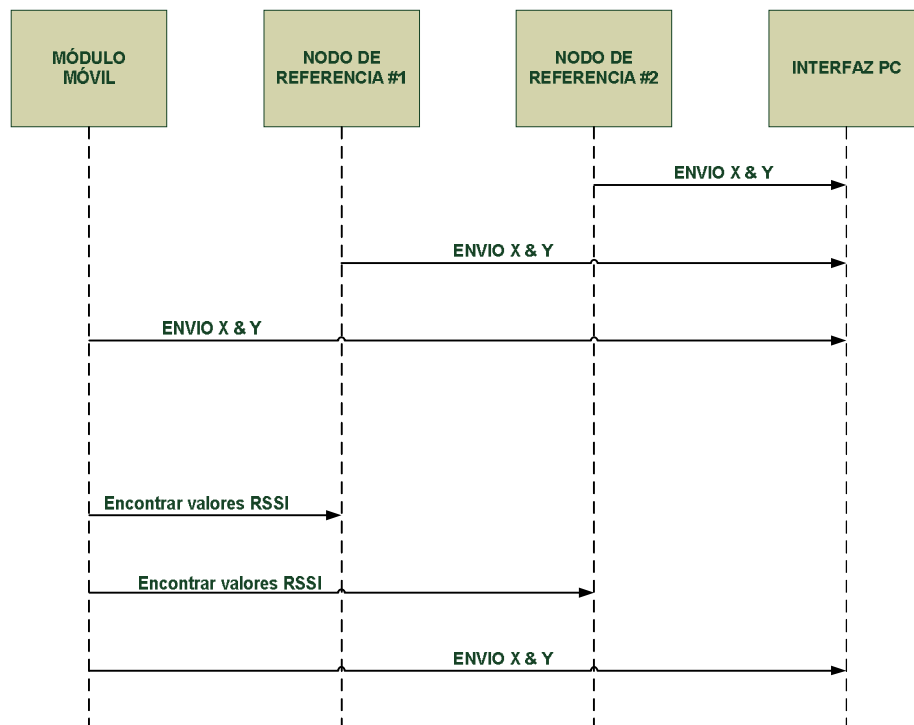 MÓDULO
MÓVIL
NODO DE
REFERENCIA #1
NODO DE
REFERENCIA #2
INTERFAZ PC
ENVIO X & Y
ENVIO X & Y
ENVIO X & Y
Encontrar valores RSSI
Encontrar valores RSSI
ENVIO X & Y